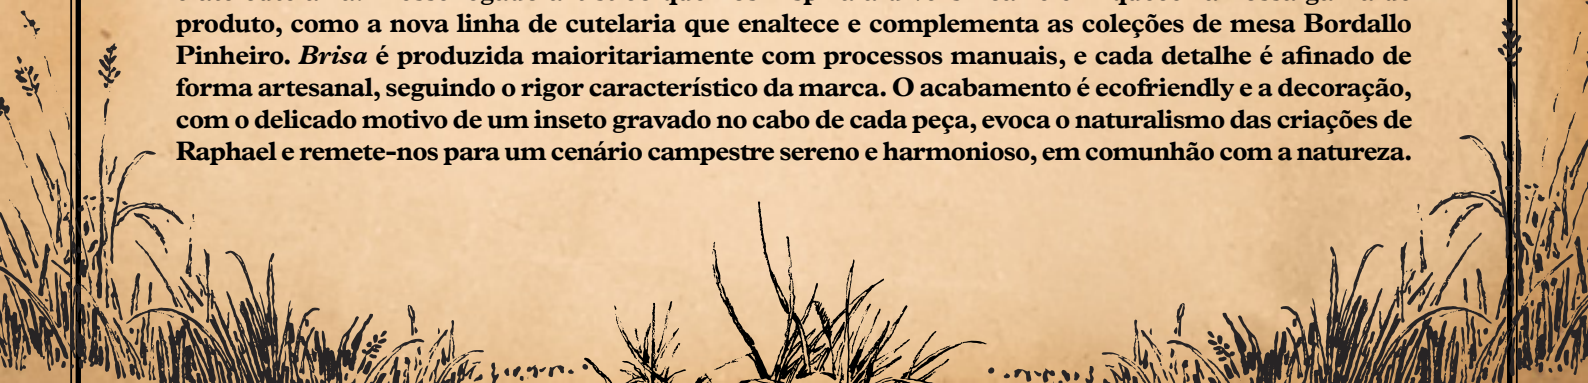 produto, como a nova linha de cutelaria que enaltece e complementa as coleções de mesa Bordallo
Pinheiro. Brisa é produzida maioritariamente com processos manuais, e cada detalhe é afinado de
forma artesanal, seguindo o rigor característico da marca. O acabamento é ecofriendly e a decoração,
com o delicado motivo de um inseto gravado no cabo de cada peça, evoca o naturalismo das criações de
Raphael e remete-nos para um cenário campestre sereno e harmonioso, em comunhão com a natureza.